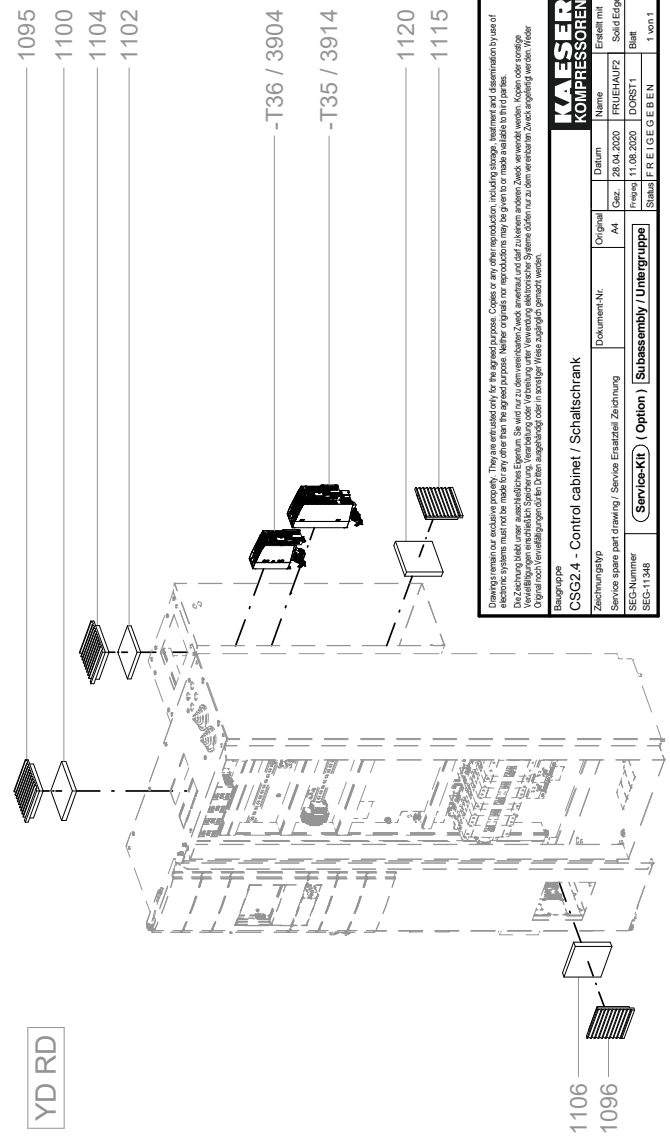 YD RD
1095
1100
1104
1102
-T36 / 3904
-T35 / 3914
1120
1115
1106
1096
Drawings remain our exclusive property. They are entrusted only for the agreed purpose. Copies or any other reproduction, including storage, treatment and dissemination by use of
electronic systems must not be made for any other than the agreed purpose. Neither originals nor reproductions may be given to or made available to third parties.
Die Zeichnung bleibt unser ausschließliches Eigentum. Sie wird nur zu dem vereinbarten Zweck anvertraut und darf zu keinem anderen Zweck verwendet werden. Kopien oder sonstige
Vervielfältigungen einschließlich Speicherung, Verarbeitung oder Verbreitung unter Verwendung elektronischer Systeme dürfen nur zu dem vereinbarten Zweck angefertigt werden. Weder
Original noch Vervielfältigungen dürfen Dritten ausgehändigt oder in sonstiger Weise zugänglich gemacht werden.
Baugruppe
CSG2.4 - Control cabinet / Schaltschrank
KAESER
KOMPRESSOREN
Zeichnungstyp
Service spare part drawing / Service Ersatzteil Zeichnung
Dokument-Nr.
Original
A4
Datum
Name
Erstellt mit
Gez.
28.04.2020
FRUEHAUF2
Solid Edge
SEG-Nummer
SEG-11348
Service-Kit ( Option ) Subassembly / Untergruppe
Freigeg.
11.08.2020
DORST1
Blatt
1 von 1
Status
F R E I G E G E B E N